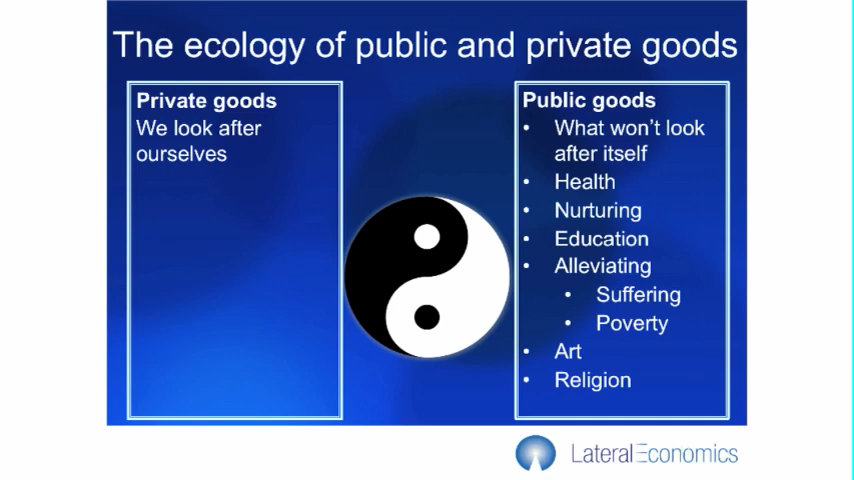 The ecology of public and private goods
Private goods
We look after
ourselves
Public goods
• What won't look
after itself
• Health
• Nurturing
• Education
• Alleviating
• Suffering
• Poverty
• Art
• Religion
LateralEconomics